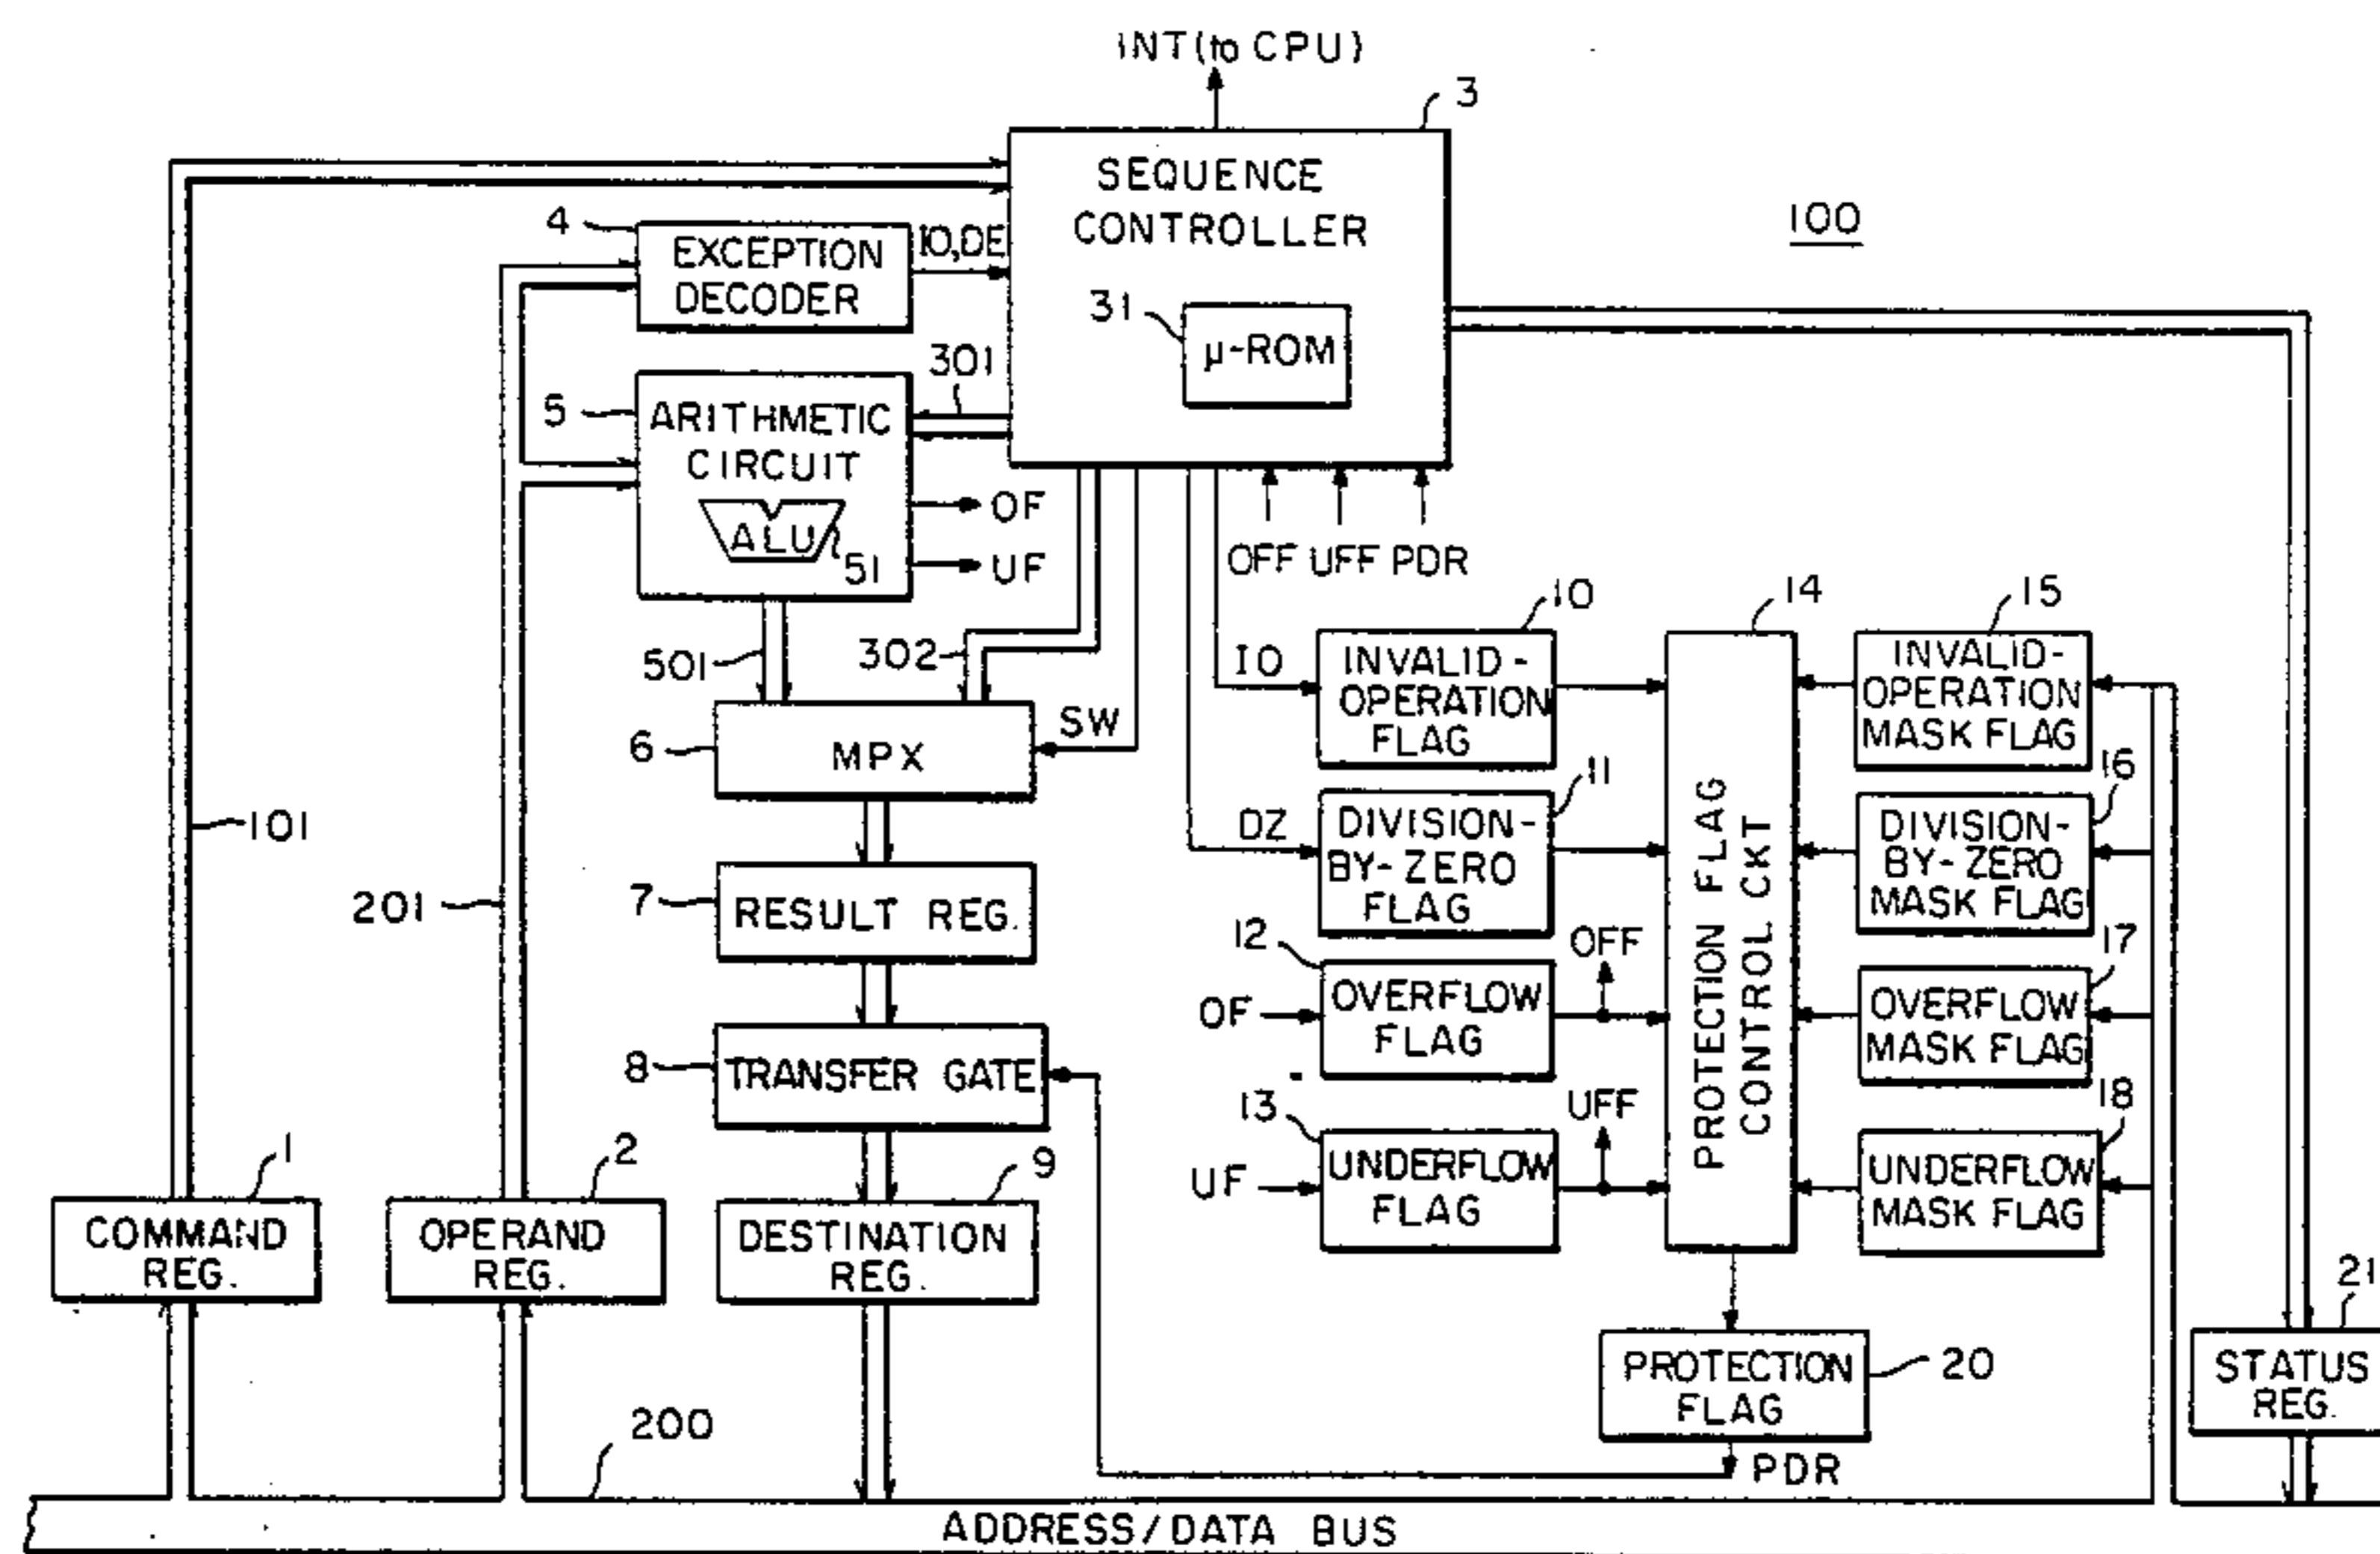 INT (to CPU)
3
SEQUENCE
CONTROLLER
100
4
EXCEPTION
DECODER
IO,DE
31
μ-ROM
301
5
ARITHMETIC
CIRCUIT
ALU
51
OF
UF
OFF UFF PDR
501
302
6
MPX
SW
IO
10
INVALID-
OPERATION
FLAG
14
15
INVALID-
OPERATION
MASK FLAG
101
201
7
RESULT REG.
DZ
11
DIVISION-
BY-ZERO
FLAG
PROTECTION FLAG
CONTROL CKT
16
DIVISION-
BY-ZERO
MASK FLAG
8
TRANSFER GATE
12
OF
OVERFLOW
FLAG
OFF
17
OVERFLOW
MASK FLAG
13
UF
UNDERFLOW
FLAG
UFF
18
UNDERFLOW
MASK FLAG
1
COMMAND
REG.
2
OPERAND
REG.
9
DESTINATION
REG.
PROTECTION
FLAG
20
21
STATUS
REG.
PDR
200
ADDRESS/DATA BUS